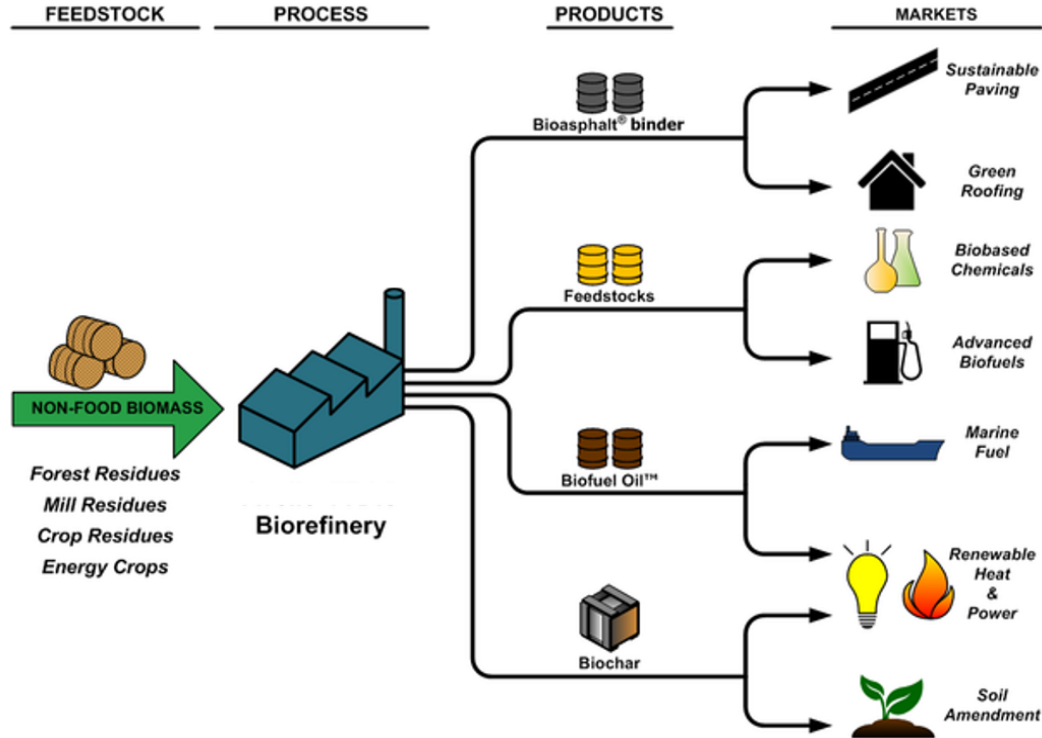 FEEDSTOCK
PROCESS
PRODUCTS
MARKETS
NON-FOOD BIOMASS
Forest Residues
Mill Residues
Crop Residues
Energy Crops
Biorefinery
Bioasphalt® binder
Feedstocks
Biofuel Oil™
Biochar
Sustainable
Paving
Green
Roofing
Biobased
Chemicals
Advanced
Biofuels
Marine
Fuel
Renewable
Heat
&
Power
Soil
Amendment